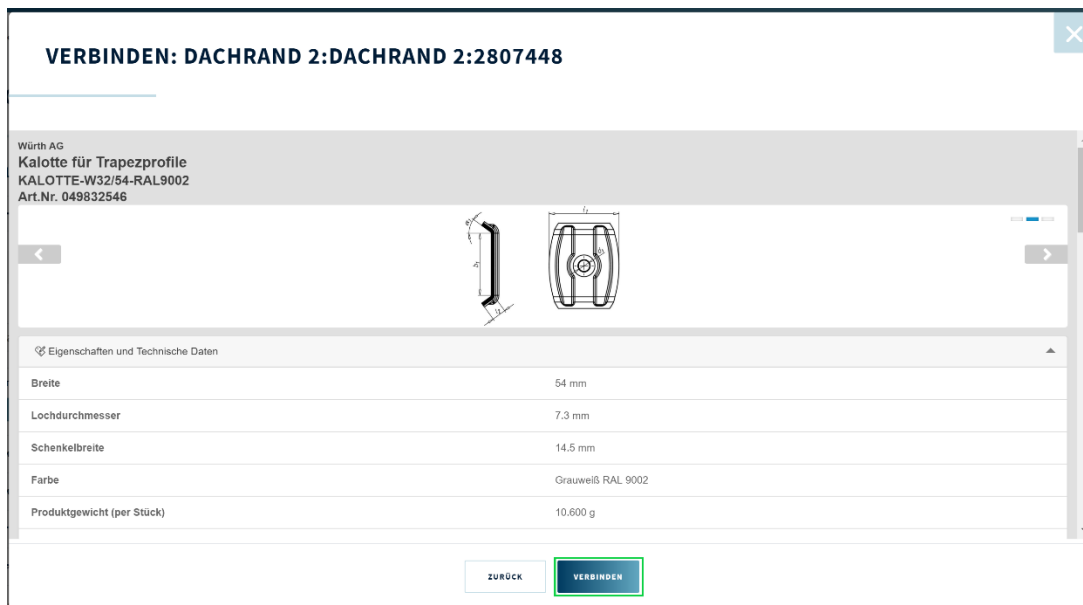 VERBINDEN: DACHRAND 2:DACHRAND 2:2807448
Würth AG
Kalotte für Trapezprofile
KALOTTE-W32/54-RAL9002
Art.Nr. 049832546
Eigenschaften und Technische Daten
Breite 54 mm
Lochdurchmesser 7.3 mm
Schenkelbreite 14.5 mm
Farbe Grauweiß RAL 9002
Produktgewicht (per Stück) 10.600 g
ZURÜCK VERBINDEN